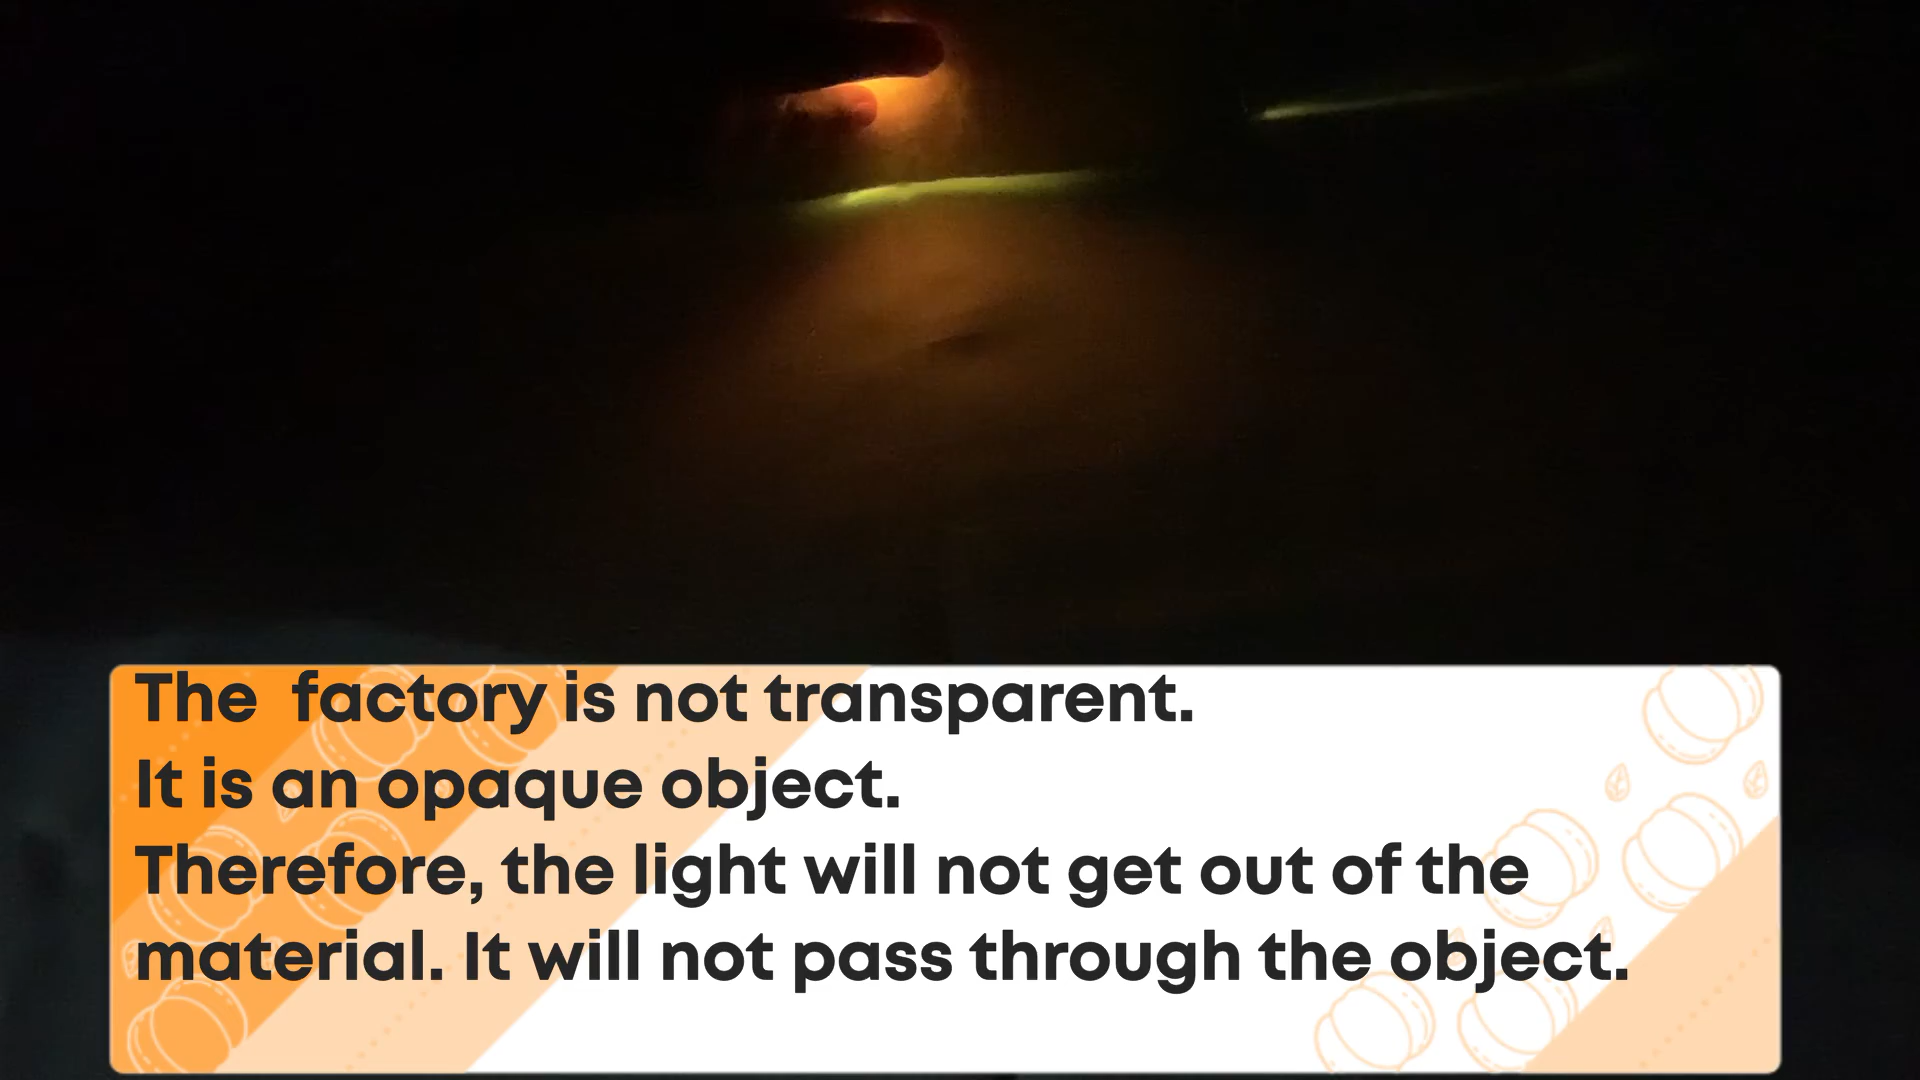 The  factory is not transparent.
It is an opaque object.
Therefore, the light will not get out of the
material. It will not pass through the object.